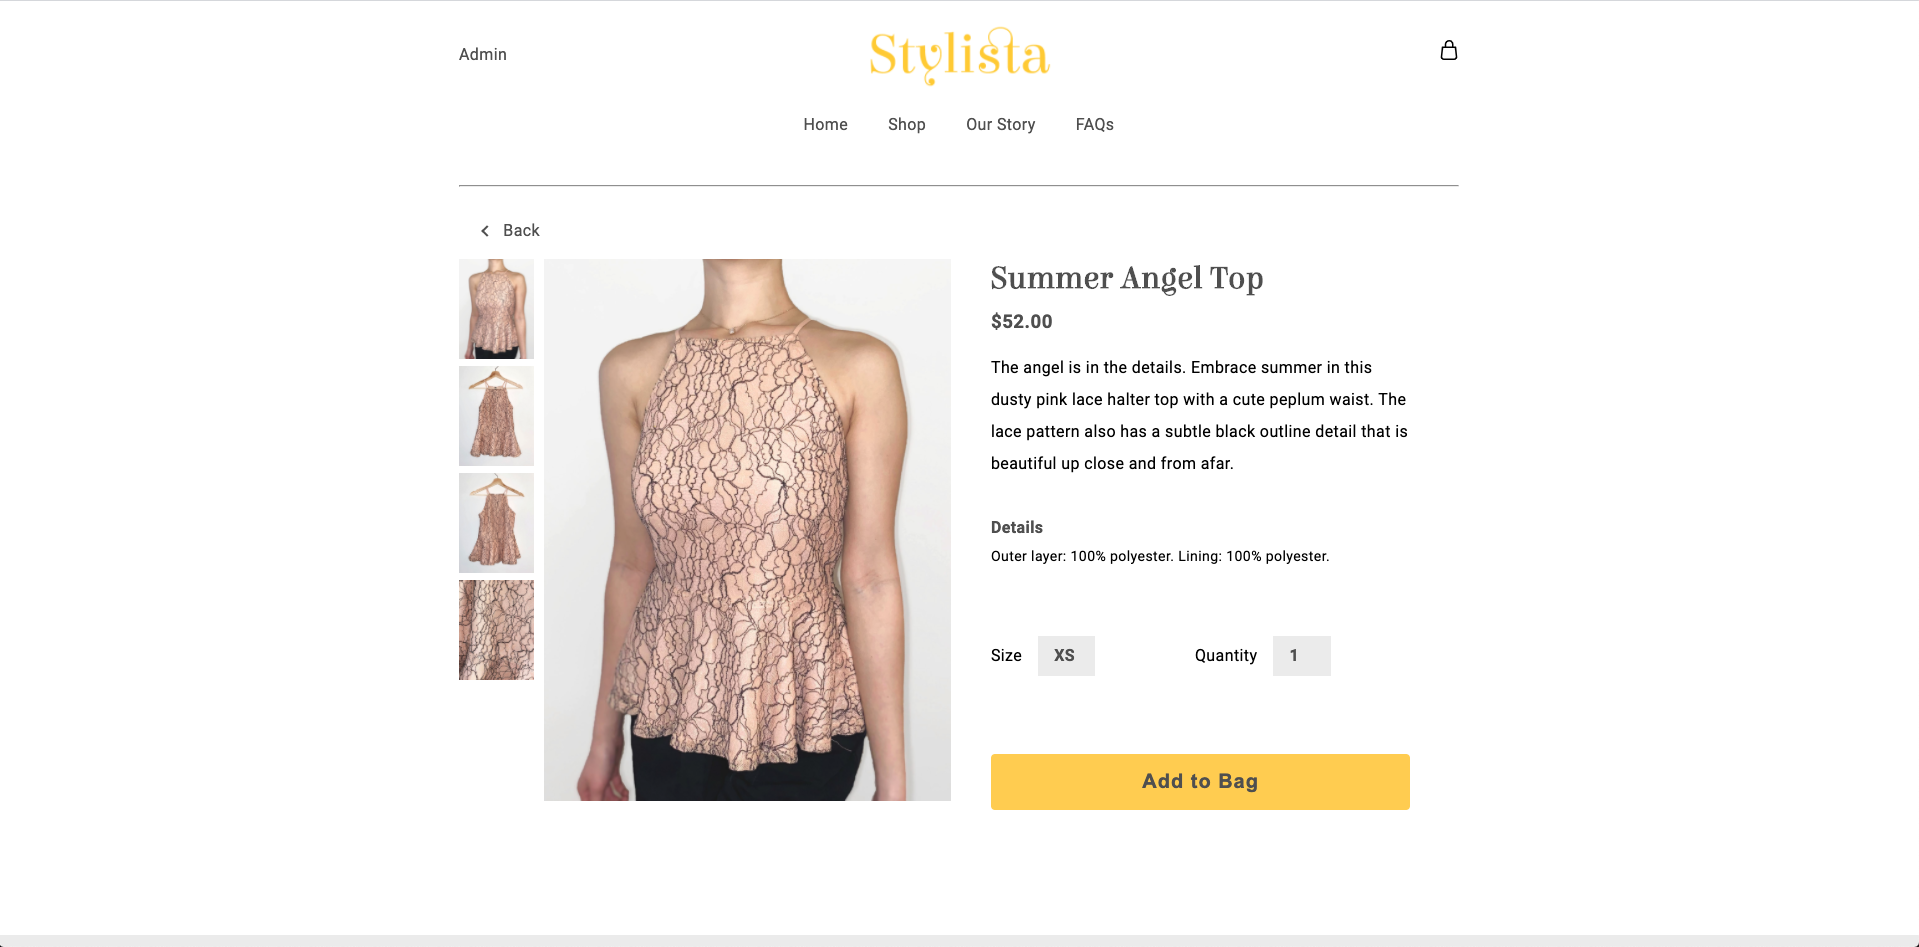 Admin
Stylista
Home Shop Our Story FAQs
Back
Summer Angel Top
$52.00
The angel is in the details. Embrace summer in this
dusty pink lace halter top with a cute peplum waist. The
lace pattern also has a subtle black outline detail that is
beautiful up close and from afar.
Details
Outer layer: 100% polyester. Lining: 100% polyester.
Size XS Quantity 1
Add to Bag